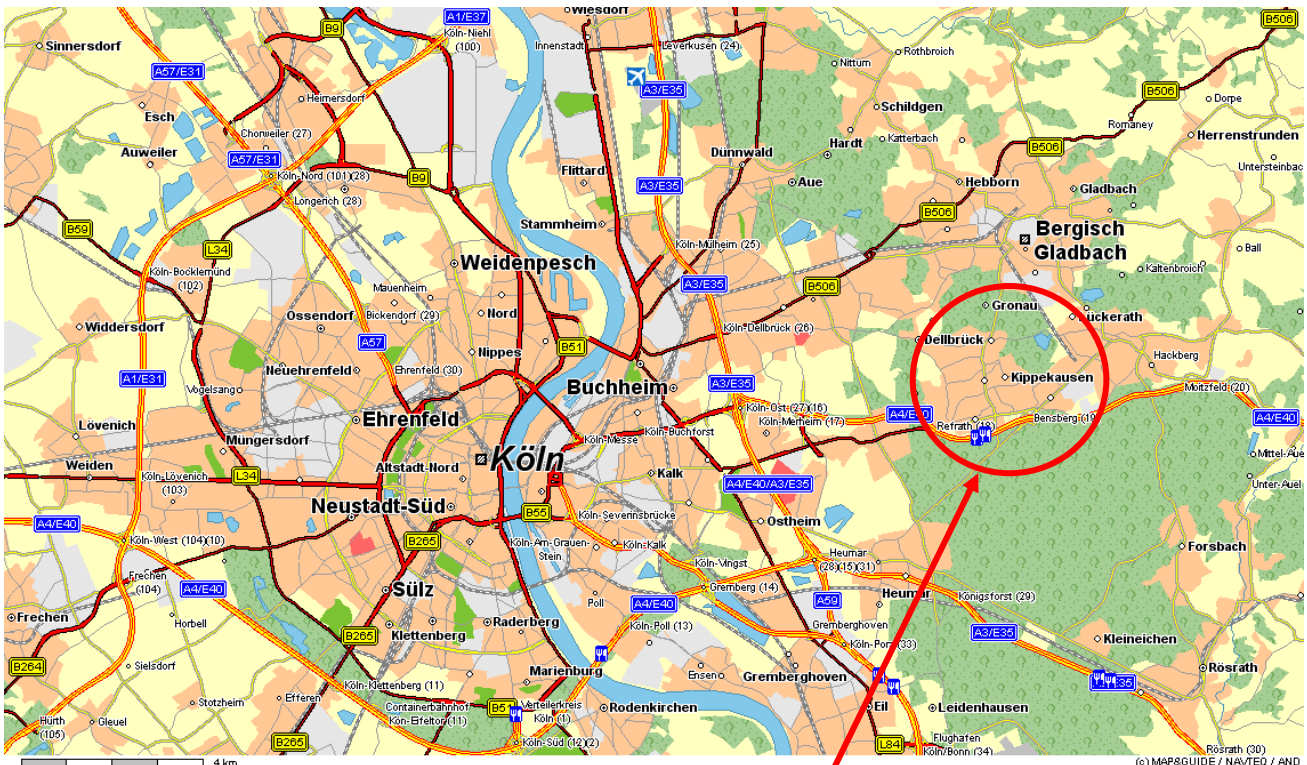 Wiesdorf
A1/E37
B9
Köln-Niehl
(100)
Sinnersdorf
Innenstadt
Leverkusen (24)
B506
Rothbroich
Nittum
A57/E31
A3/E35
Heimersdorf
Schildgen
B506
Dorpe
Esch
Romaney
Chorweiler (27)
Katterbach
Herrenstrunden
Hardt
B506
Auweiler
A57/E31
Dünnwald
Untersteinbac
Köln-Nord (101)(28)
B9
Flittard
A3/E35
Aue
Hebborn
Gladbach
Longerich (28)
B506
B59
Stammheim
Bergisch
Gladbach
L34
Köln-Mülheim (25)
Ball
Weidenpesch
Kaltenbroich
Köln-Bocklemünd
(102)
A3/E35
B506
Mauenheim
Gronau
Ossendorf
Bickendorf (29)
Nord
Widdersdorf
Köln-Dellbrück (26)
A57
B51
Dellbrück
Nippes
Hackberg
Neuehrenfeld
Ehrenfeld (30)
Kippekausen
A1/E31
Vogelsang
Buchheim
A3/E35
Moitzfeld (20)
Köln-Ost (27)(16)
Ehrenfeld
Köln-Merheim (17)
A4/E40
Bensberg (19
A4/E40
Lövenich
Refrath (18)
Müngersdorf
Köln-Buchforst
Köln-Messe
Köln
Weiden
Altstadt-Nord
Mittel-Aue
Köln-Lövenich
(103)
L34
Kalk
A4/E40/A3/E35
Unter-Auel
Neustadt-Süd
B55
Köln-Severinsbrücke
Ostheim
A4/E40
B265
Köln-West (104)(10)
Köln-Am-Grauen-
Stein
Köln-Kalk
Forsbach
Köln-Vingst
Heumar
(28)(15)(31)
Frechen
(104)
A4/E40
Sülz
Gremberg (14)
Heumar
Königsforst (29)
Poll
A4/E40
A59
Frechen
Horbell
Raderberg
Köln-Poll (13)
Gremberghoven
A3/E35
Klettenberg
B265
Kleineichen
Köln-Porz (33)
B264
Sielsdorf
Marienburg
Ensen
Gremberghoven
Rösrath
Köln-Klettenberg (11)
Stotzheim
Efferen
Containerbahnhof
Köln-Eifeltor (11)
B51
Verteilerkreis
Köln (1)
Rodenkirchen
Eil
Leidenhausen
Hürth
(105)
Gleuel
B265
Köln-Süd (12)(2)
L84
Flughafen
Köln/Bonn (34)
Rösrath (30)
4 km
(c) MAP&GUIDE / NAVTEQ / AND